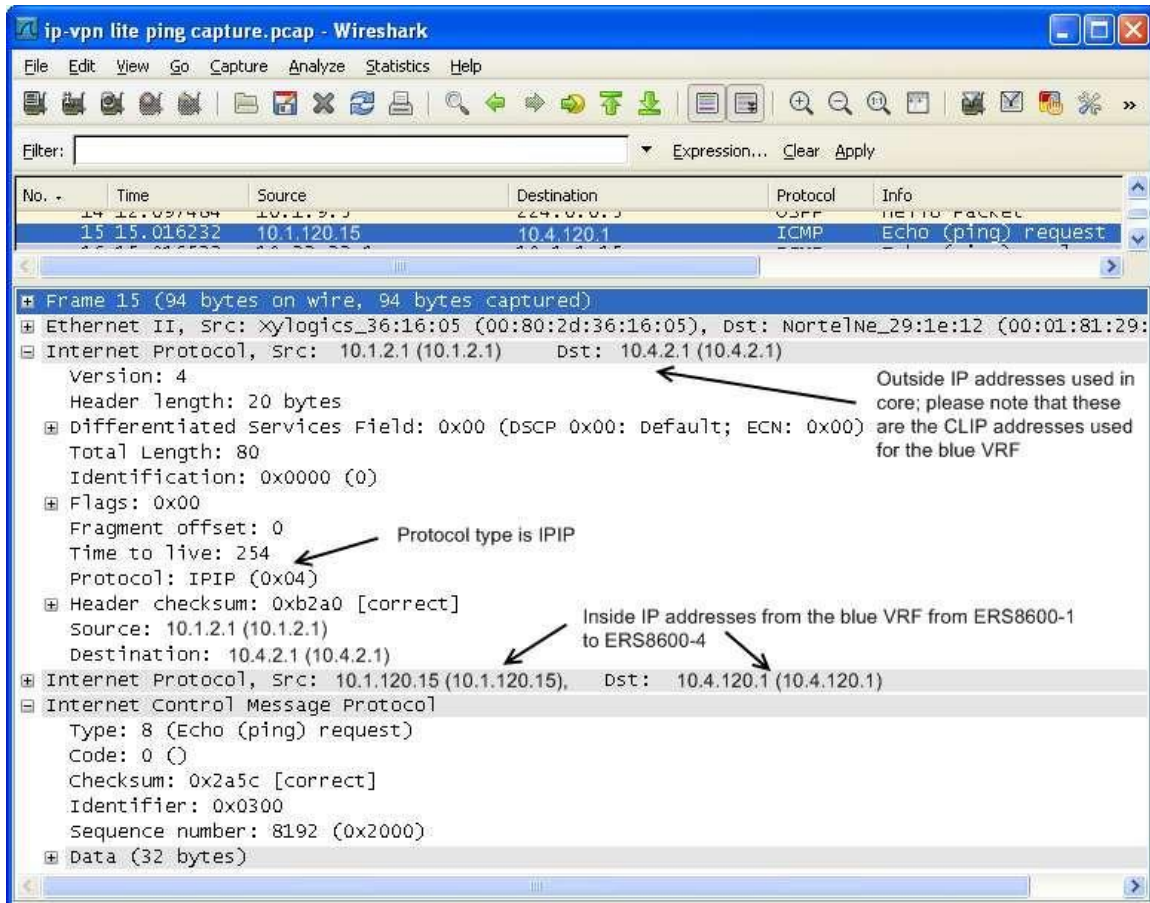 ip-vpn lite ping capture.pcap - Wireshark
File Edit View Go Capture Analyze Statistics Help
Filter: Expression... Clear Apply
No. - Time Source Destination Protocol Info
15 15.016232 10.1.120.15 10.4.120.1 ICMP Echo (ping) request
Frame 15 (94 bytes on wire, 94 bytes captured)
Ethernet II, Src: Xylogics_36:16:05 (00:80:2d:36:16:05), Dst: NortelNe_29:1e:12 (00:01:81:29:
Internet Protocol, Src: 10.1.2.1 (10.1.2.1) Dst: 10.4.2.1 (10.4.2.1)
Version: 4
Header length: 20 bytes
Differentiated Services Field: 0x00 (DSCP 0x00: Default; ECN: 0x00)
Outside IP addresses used in
core; please note that these
are the CLIP addresses used
for the blue VRF
Total Length: 80
Identification: 0x0000 (0)
Flags: 0x00
Fragment offset: 0
Protocol type is IPIP
Time to live: 254
Protocol: IPIP (0x04)
Header checksum: 0xb2a0 [correct]
Inside IP addresses from the blue VRF from ERS8600-1
to ERS8600-4
Source: 10.1.2.1 (10.1.2.1)
Destination: 10.4.2.1 (10.4.2.1)
Internet Protocol, Src: 10.1.120.15 (10.1.120.15), Dst: 10.4.120.1 (10.4.120.1)
Internet Control Message Protocol
Type: 8 (Echo (ping) request)
Code: 0 ()
Checksum: 0x2a5c [correct]
Identifier: 0x0300
Sequence number: 8192 (0x2000)
Data (32 bytes)